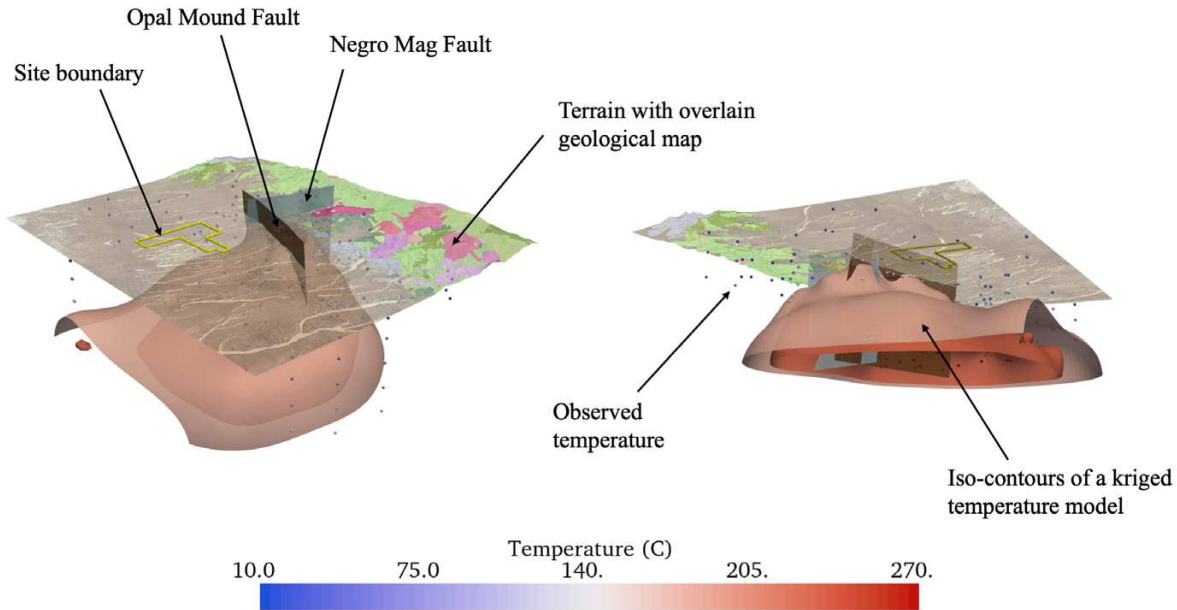 Opal Mound Fault
Negro Mag Fault
Site boundary
Terrain with overlain
geological map
Observed
temperature
Iso-contours of a kriged
temperature model
Temperature (C)
10.0 75.0 140. 205. 270.